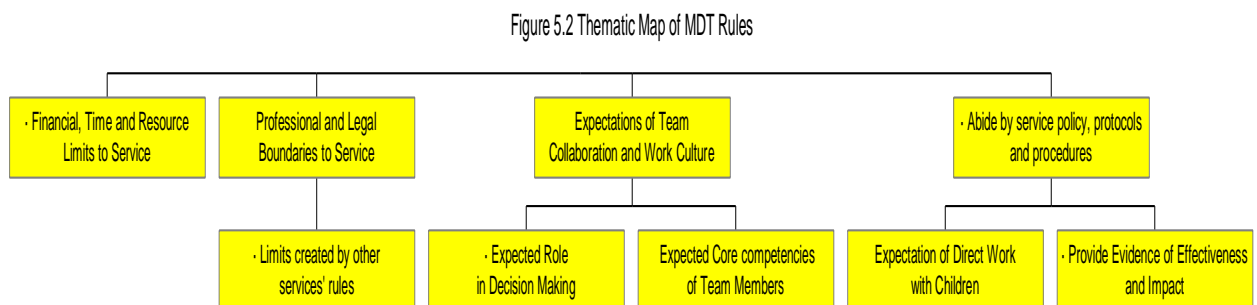 Figure 5.2 Thematic Map of MDT Rules
· Financial, Time and Resource
Limits to Service
Professional and Legal
Boundaries to Service
Expectations of Team
Collaboration and Work Culture
· Abide by service policy, protocols
and procedures
· Limits created by other
services' rules
· Expected Role
in Decision Making
Expected Core competencies
of Team Members
Expectation of Direct Work
with Children
· Provide Evidence of Effectiveness
and Impact